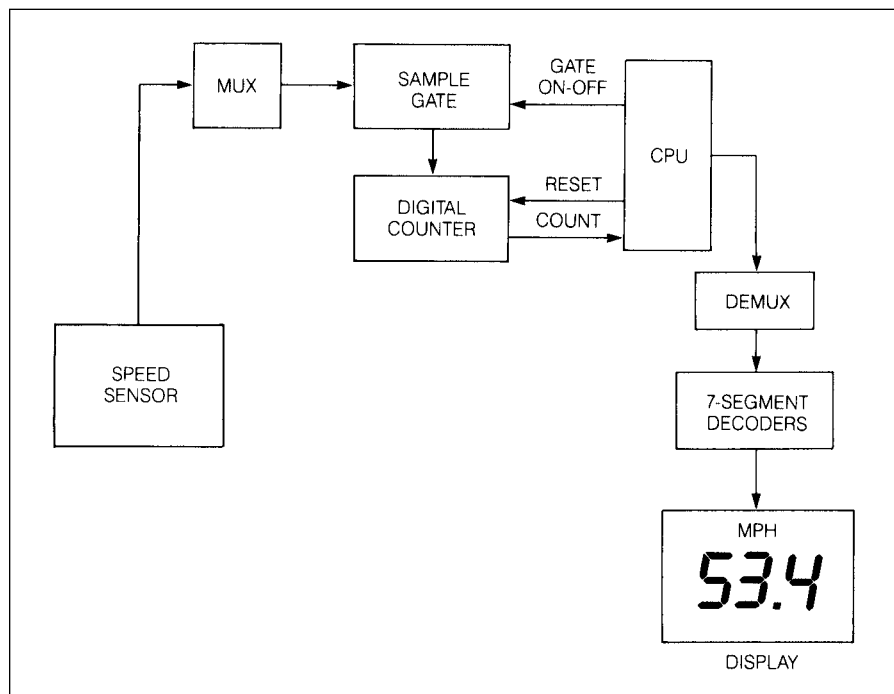 MUX
SAMPLE
GATE
GATE
ON-OFF
CPU
DIGITAL
COUNTER
RESET
COUNT
DEMUX
SPEED
SENSOR
7-SEGMENT
DECODERS
MPH
53.4
DISPLAY